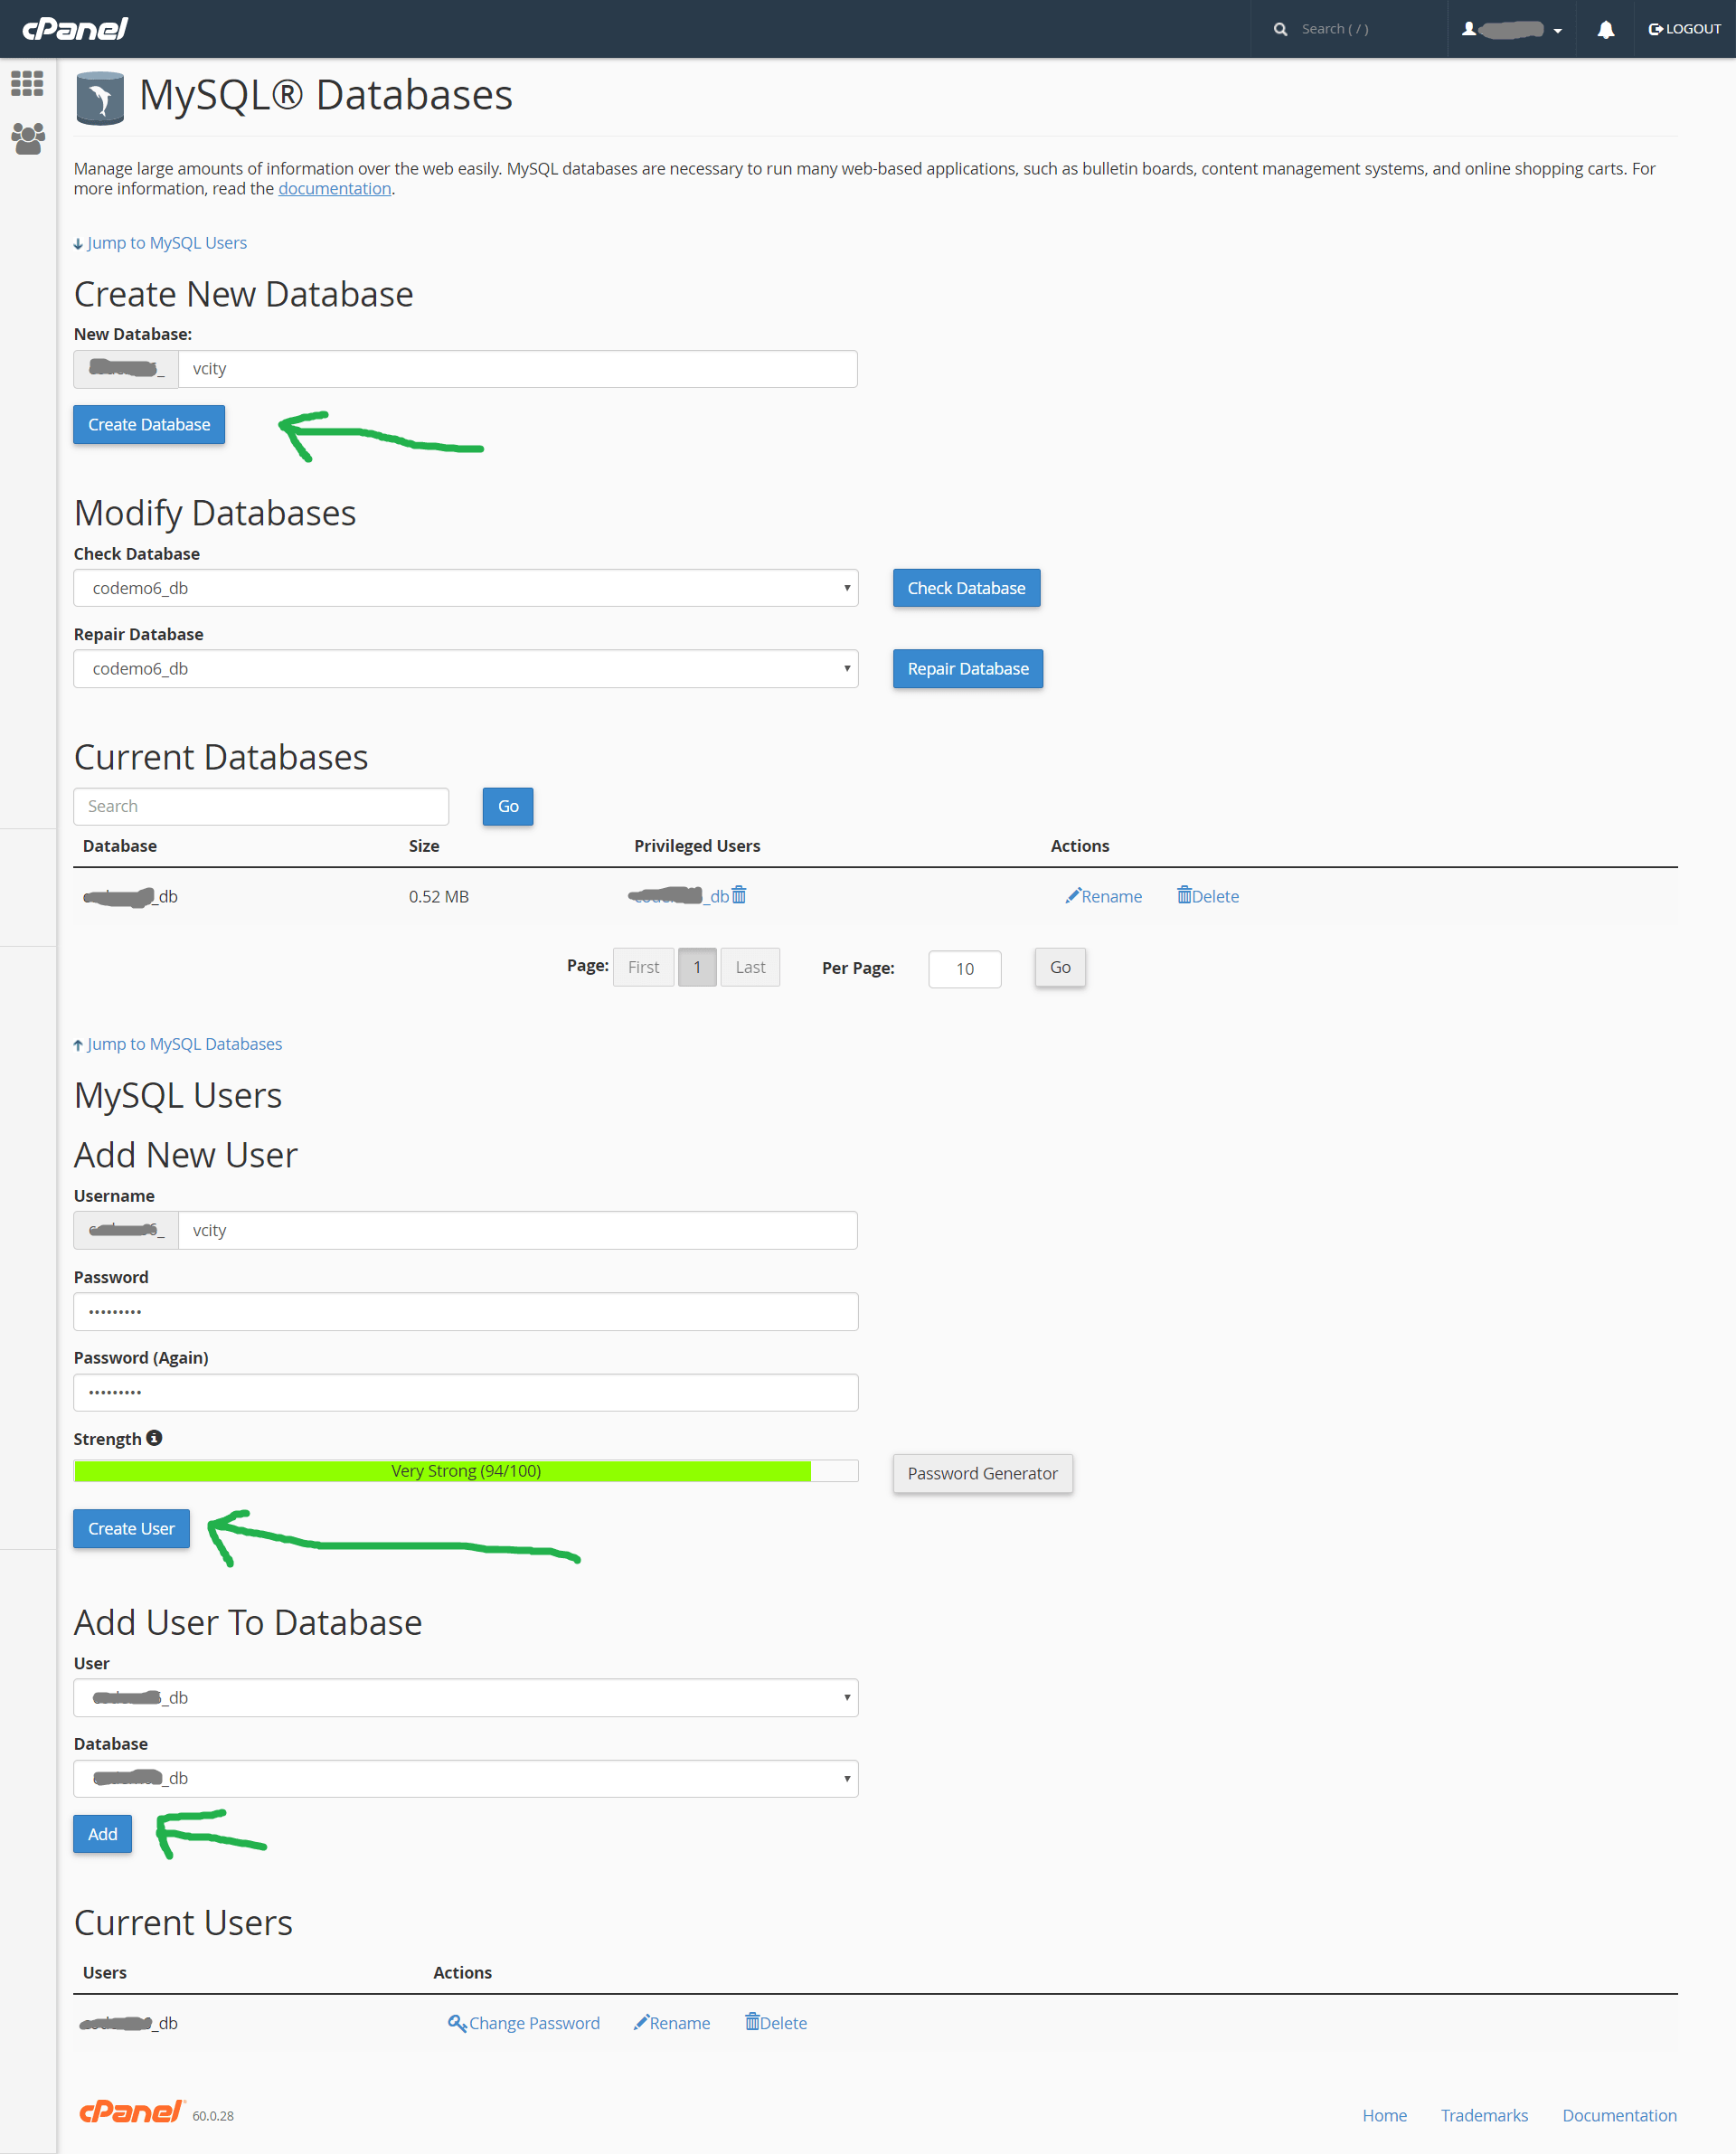 cPanel
Search ( / )
LOGOUT
MySQL® Databases
Manage large amounts of information over the web easily. MySQL databases are necessary to run many web-based applications, such as bulletin boards, content management systems, and online shopping carts. For
more information, read the documentation.
Jump to MySQL Users
Create New Database
New Database:
_ vcity
Create Database
Modify Databases
Check Database
codemo6_db
Check Database
Repair Database
codemo6_db
Repair Database
Current Databases
Search Go
Database Size Privileged Users Actions
_db 0.52 MB _db Rename Delete
Page: First 1 Last Per Page: 10 Go
Jump to MySQL Databases
MySQL Users
Add New User
Username
_ vcity
Password
•••••••••
Password (Again)
•••••••••
Strength
Very Strong (94/100)
Password Generator
Create User
Add User To Database
User
_db
Database
_db
Add
Current Users
Users Actions
_db Change Password Rename Delete
cPanel 60.0.28
Home Trademarks Documentation